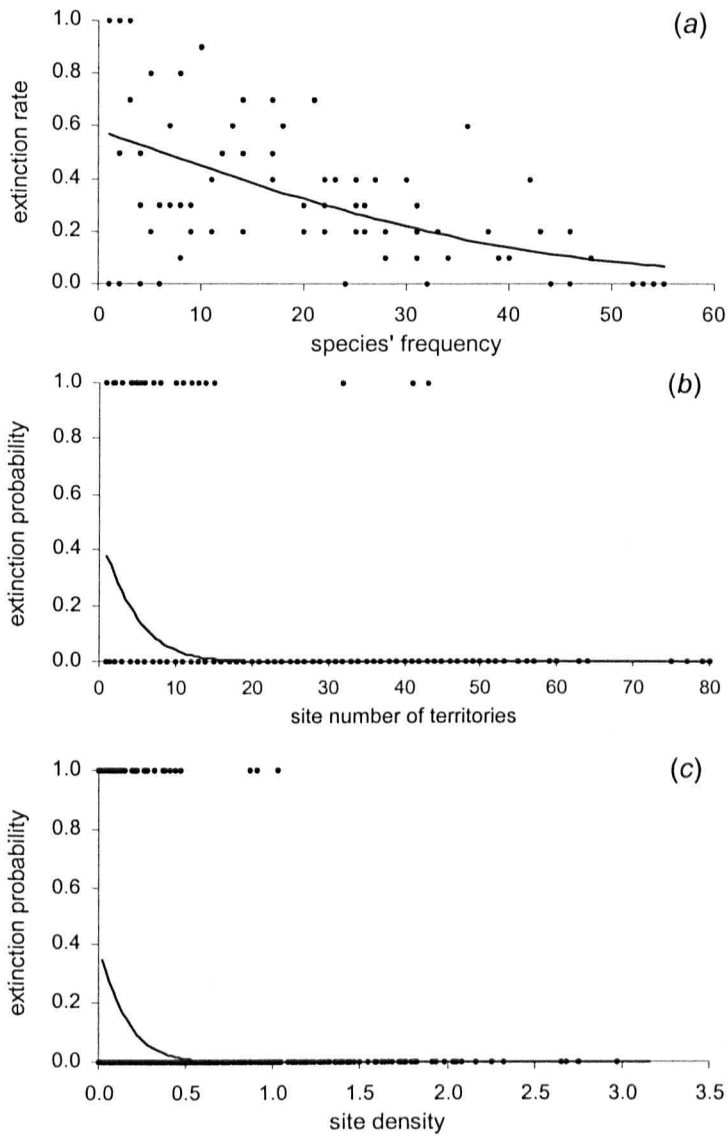 (a)
extinction rate
1.0
0.8
0.6
0.4
0.2
0.0
0 10 20 30 40 50 60
species' frequency
(b)
extinction probability
1.0
0.8
0.6
0.4
0.2
0.0
0 10 20 30 40 50 60 70 80
site number of territories
(c)
extinction probability
1.0
0.8
0.6
0.4
0.2
0.0
0.0 0.5 1.0 1.5 2.0 2.5 3.0 3.5
site density